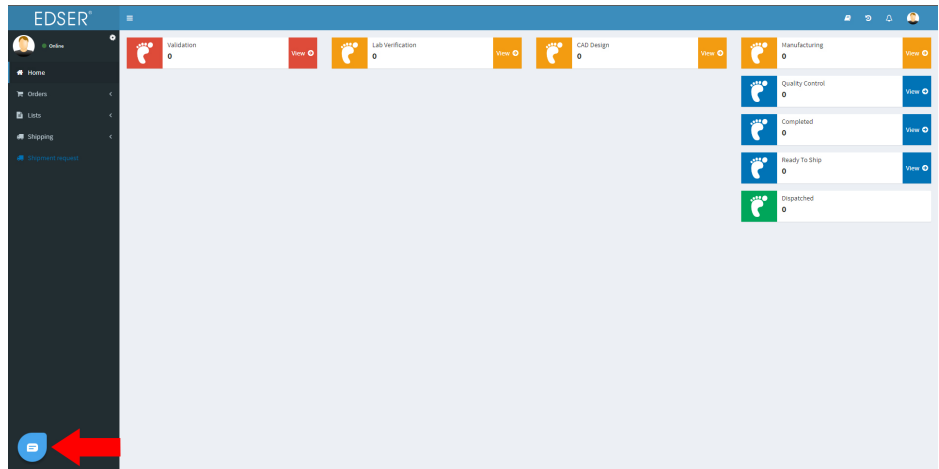 EDSER®
Online
Home
Orders
Lists
Shipping
Shipment request
Validation
0
View
Lab Verification
0
View
CAD Design
0
View
Manufacturing
0
View
Quality Control
0
View
Completed
0
View
Ready To Ship
0
View
Dispatched
0